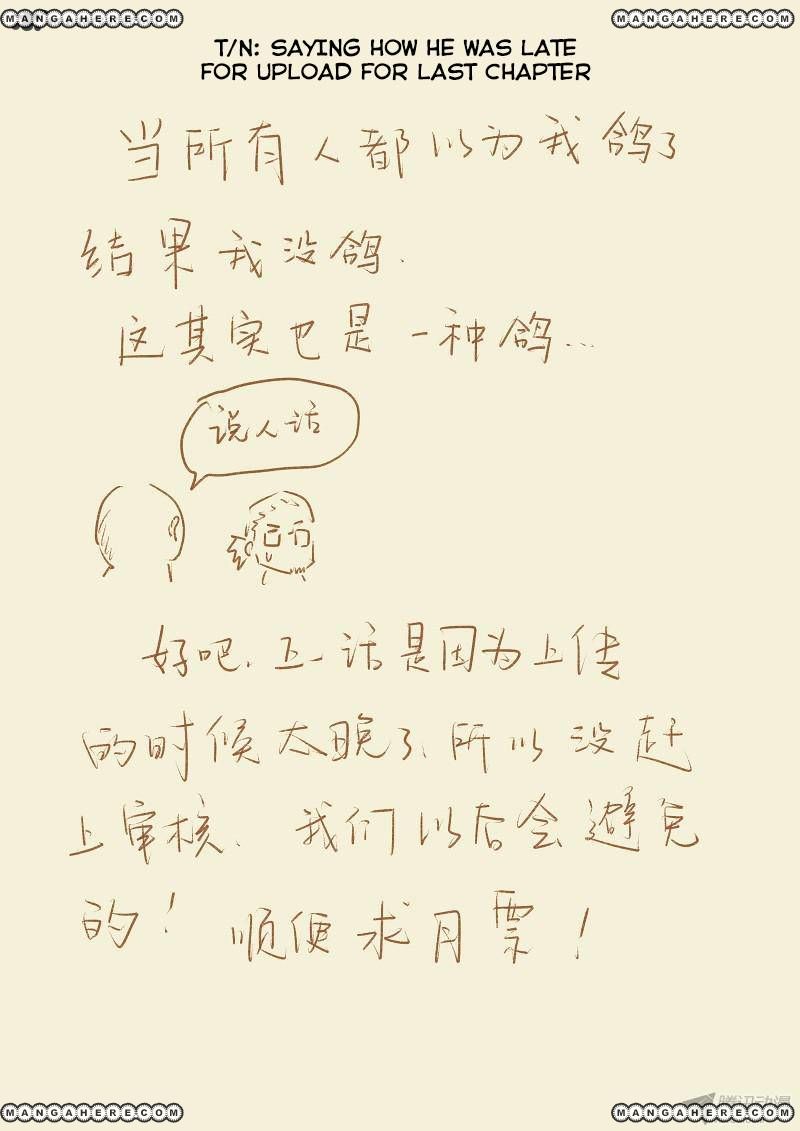 MANGAHERE.COM MANGAHERE.COM
T/N: SAYING HOW HE WAS LATE
FOR UPLOAD FOR LAST CHAPTER
当所有人都以为我鸽了
结果我没鸽.
这其实也是一种鸽...
说人话
好吧.上一话是因为上传
的时候太晚了、所以没赶
上审核. 我们以后会避免
的! 顺便求月票!
腾讯动漫
MANGAHERE.COM MANGAHERE.COM